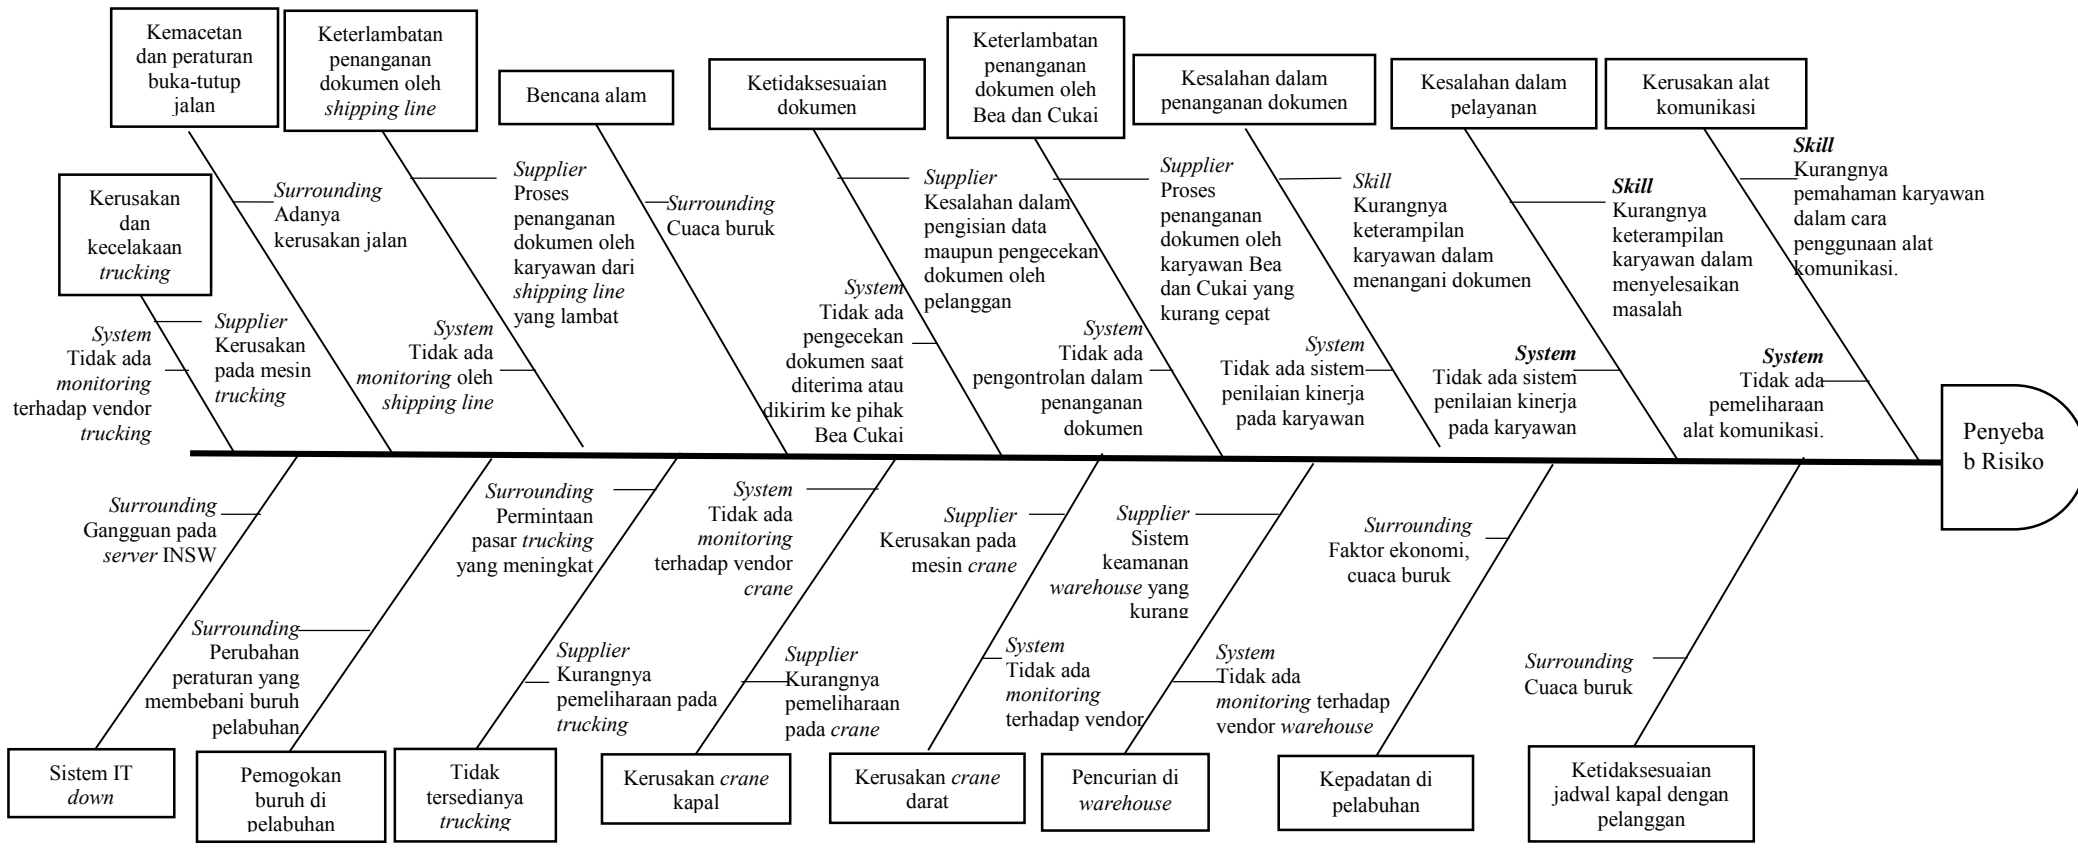 Kemacetan
dan peraturan
buka-tutup
jalan
Keterlambatan
penanganan
dokumen oleh
shipping line
Bencana alam
Ketidaksesuaian
dokumen
Keterlambatan
penanganan
dokumen oleh
Bea dan Cukai
Kesalahan dalam
penanganan dokumen
Kesalahan dalam
pelayanan
Kerusakan alat
komunikasi
Kerusakan
dan
kecelakaan
trucking
System
Tidak ada
monitoring
terhadap vendor
trucking
Supplier
Kerusakan
pada mesin
trucking
Surrounding
Adanya
kerusakan jalan
System
Tidak ada
monitoring oleh
shipping line
Supplier
Proses
penanganan
dokumen oleh
karyawan dari
shipping line
yang lambat
Surrounding
Cuaca buruk
System
Tidak ada
pengecekan
dokumen saat
diterima atau
dikirim ke pihak
Bea Cukai
Supplier
Kesalahan dalam
pengisian data
maupun pengecekan
dokumen oleh
pelanggan
System
Tidak ada
pengontrolan dalam
penanganan
dokumen
Supplier
Proses
penanganan
dokumen oleh
karyawan Bea
dan Cukai yang
kurang cepat
System
Tidak ada sistem
penilaian kinerja
pada karyawan
Skill
Kurangnya
keterampilan
karyawan dalam
menangani dokumen
System
Tidak ada sistem
penilaian kinerja
pada karyawan
Skill
Kurangnya
keterampilan
karyawan dalam
menyelesaikan
masalah
System
Tidak ada
pemeliharaan
alat komunikasi.
Skill
Kurangnya
pemahaman karyawan
dalam cara
penggunaan alat
komunikasi.
Penyeba
b Risiko
Surrounding
Gangguan pada
server INSW
Surrounding
Perubahan
peraturan yang
membebani buruh
pelabuhan
Surrounding
Permintaan
pasar trucking
yang meningkat
Supplier
Kurangnya
pemeliharaan pada
trucking
System
Tidak ada
monitoring
terhadap vendor
crane
Supplier
Kurangnya
pemeliharaan
pada crane
Supplier
Kerusakan pada
mesin crane
System
Tidak ada
monitoring
terhadap vendor
Supplier
Sistem
keamanan
warehouse yang
kurang
System
Tidak ada
monitoring terhadap
vendor warehouse
Surrounding
Faktor ekonomi,
cuaca buruk
Surrounding
Cuaca buruk
Sistem IT
down
Pemogokan
buruh di
pelabuhan
Tidak
tersedianya
trucking
Kerusakan crane
kapal
Kerusakan crane
darat
Pencurian di
warehouse
Kepadatan di
pelabuhan
Ketidaksesuaian
jadwal kapal dengan
pelanggan